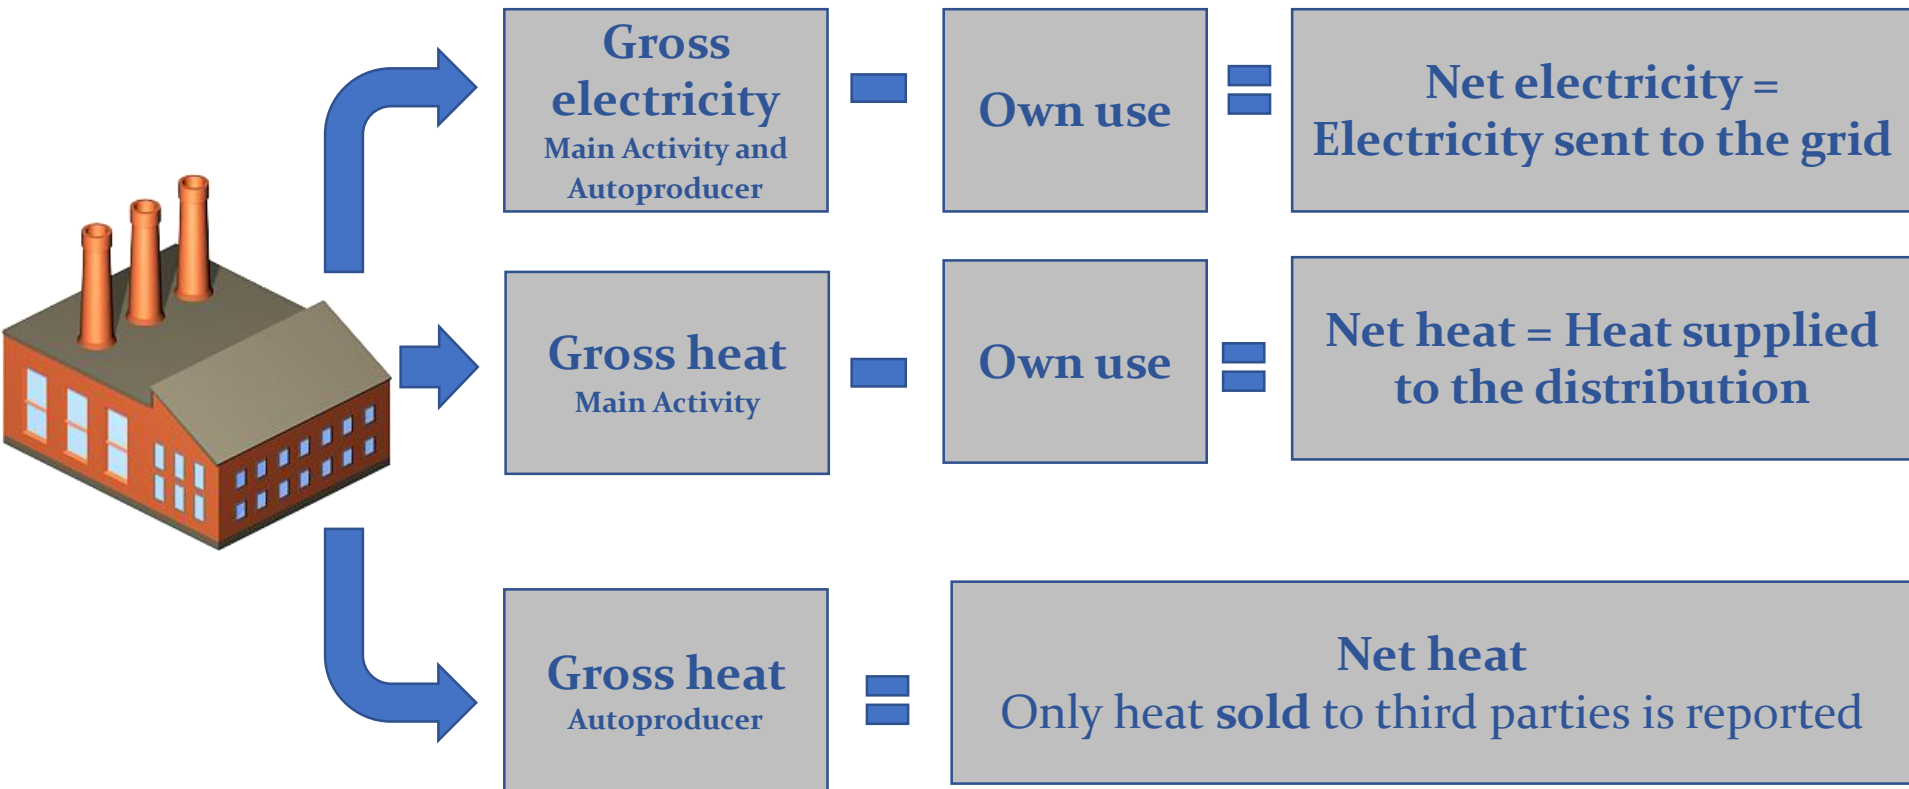 Gross
electricity
Main Activity and
Autoproducer
Own use
Net electricity =
Electricity sent to the grid
Gross heat
Main Activity
Own use
Net heat = Heat supplied
to the distribution
Gross heat
Autoproducer
Net heat
Only heat sold to third parties is reported